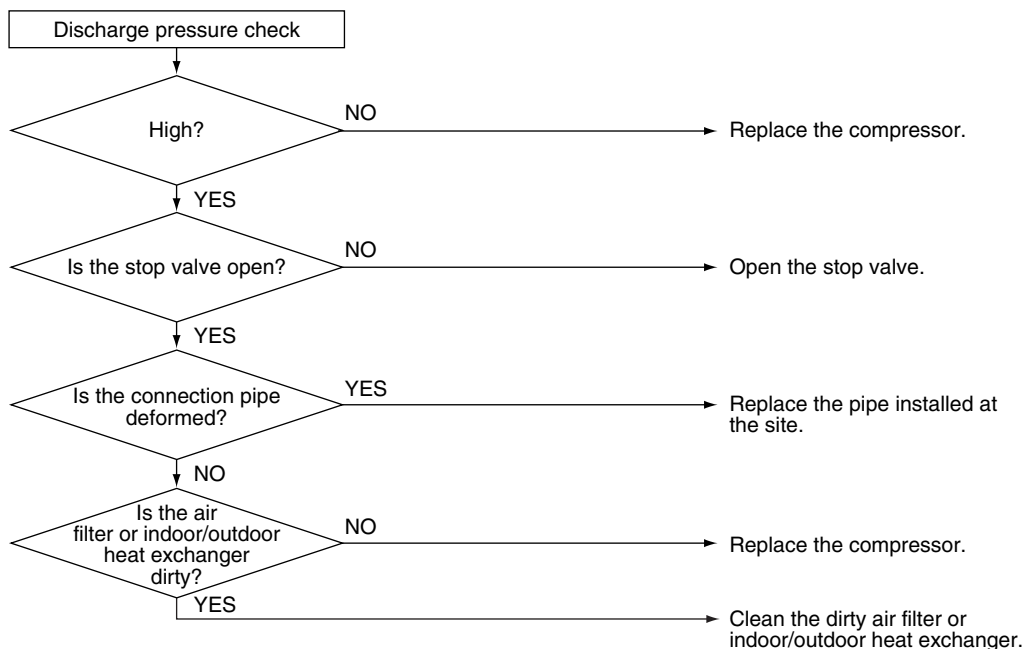 Discharge pressure check
High?
NO
Replace the compressor.
YES
Is the stop valve open?
NO
Open the stop valve.
YES
Is the connection pipe
deformed?
YES
Replace the pipe installed at
the site.
NO
Is the air
filter or indoor/outdoor
heat exchanger
dirty?
NO
Replace the compressor.
YES
Clean the dirty air filter or
indoor/outdoor heat exchanger.